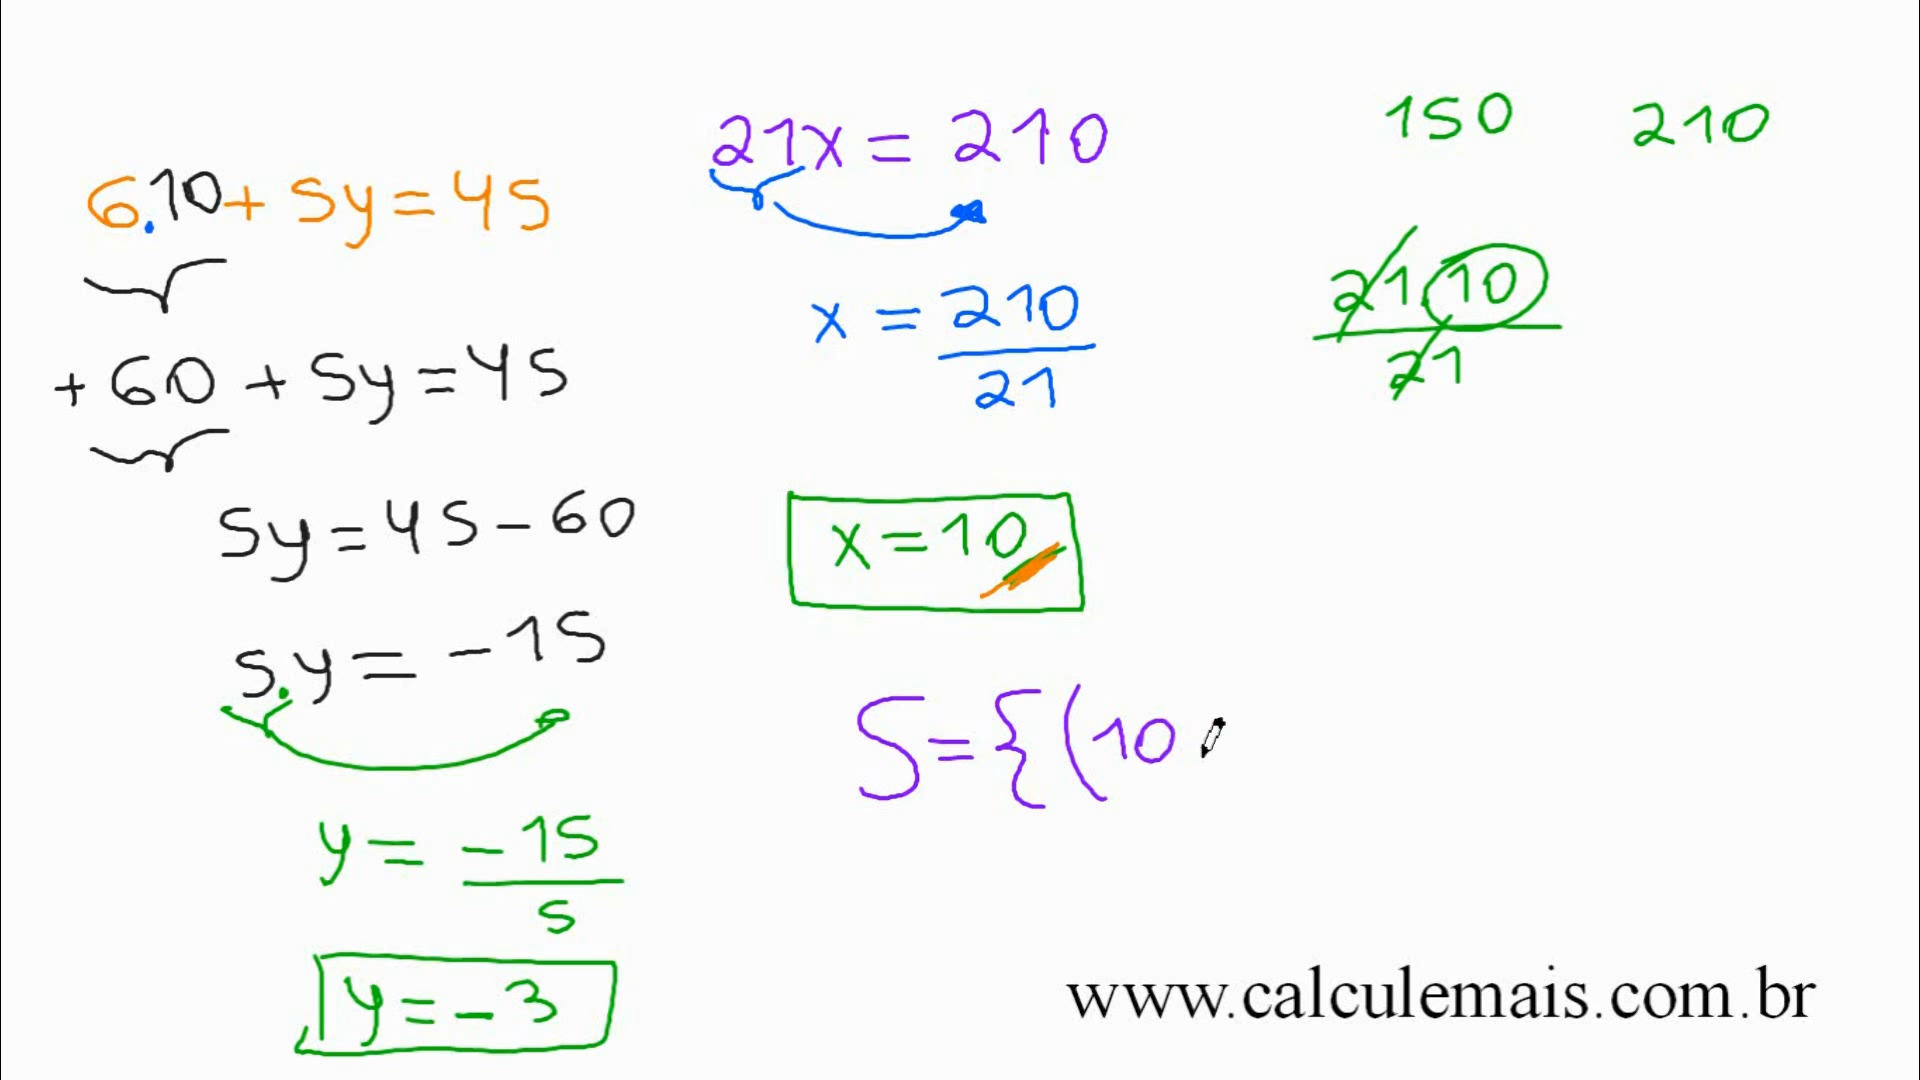 6.10 + 5y = 45
+ 60 + 5y = 45
5y = 45 - 60
5.y = -15
y = -15
5
y = -3
21x = 210
x = 210
21
x = 10
S = {(10
150 210
21.10
21
www.calculemais.com.br